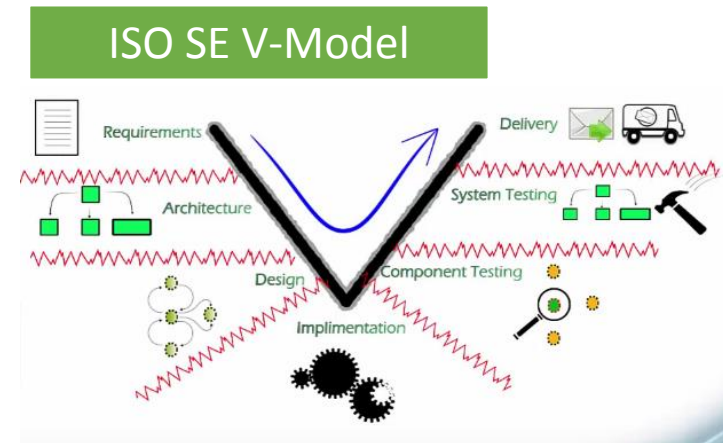 ISO SE V-Model
Requirements
Delivery
Architecture
System Testing
Design
Component Testing
Implimentation